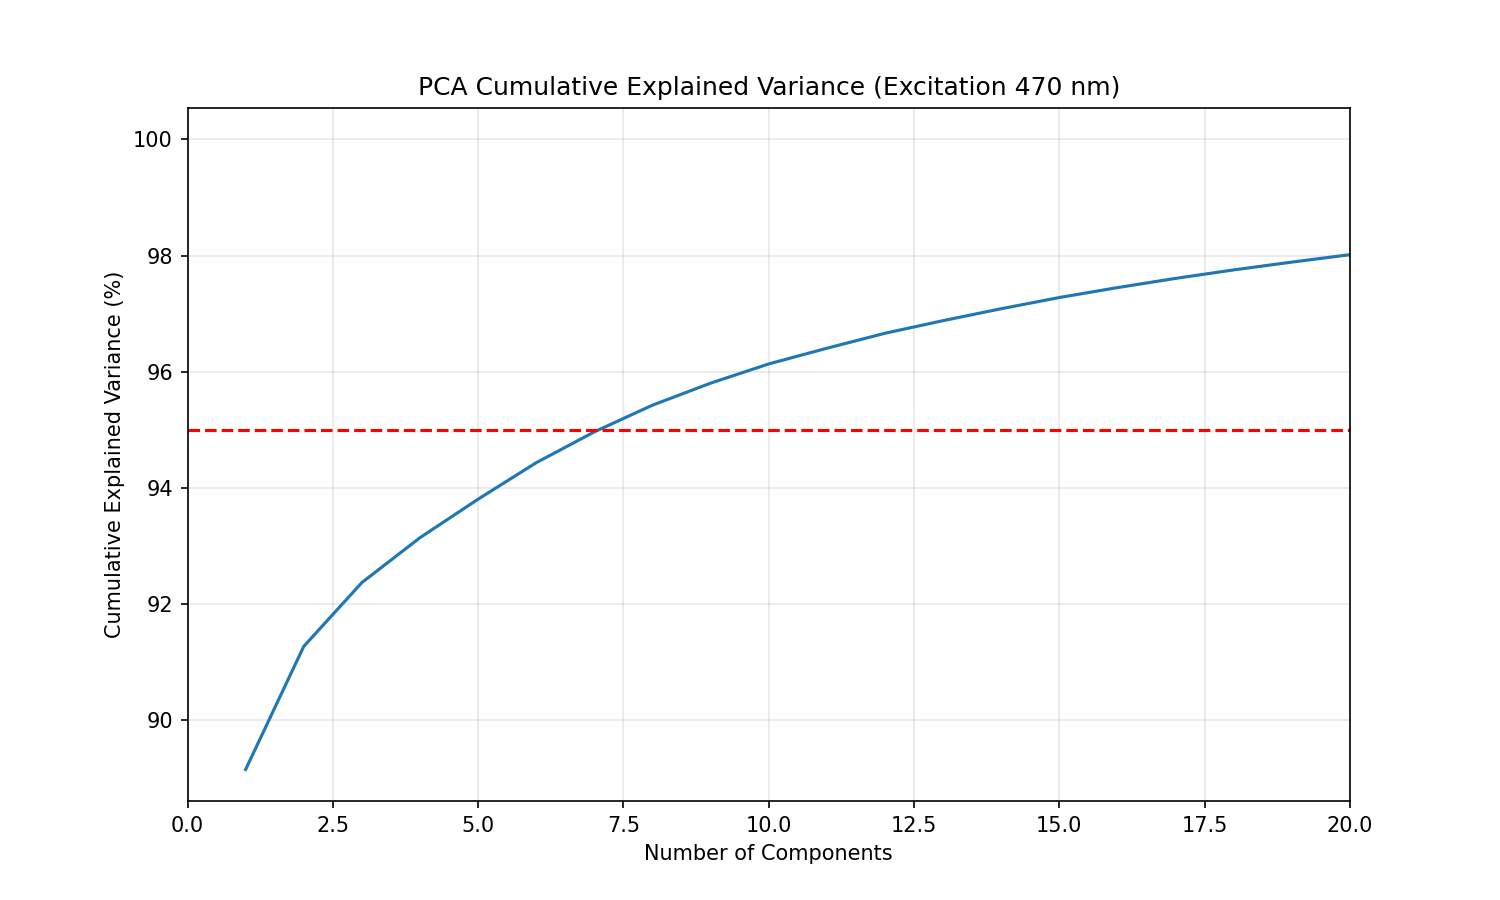 PCA Cumulative Explained Variance (Excitation 470 nm)
100
98
96
94
92
90
Cumulative Explained Variance (%)
0.0 2.5 5.0 7.5 10.0 12.5 15.0 17.5 20.0
Number of Components